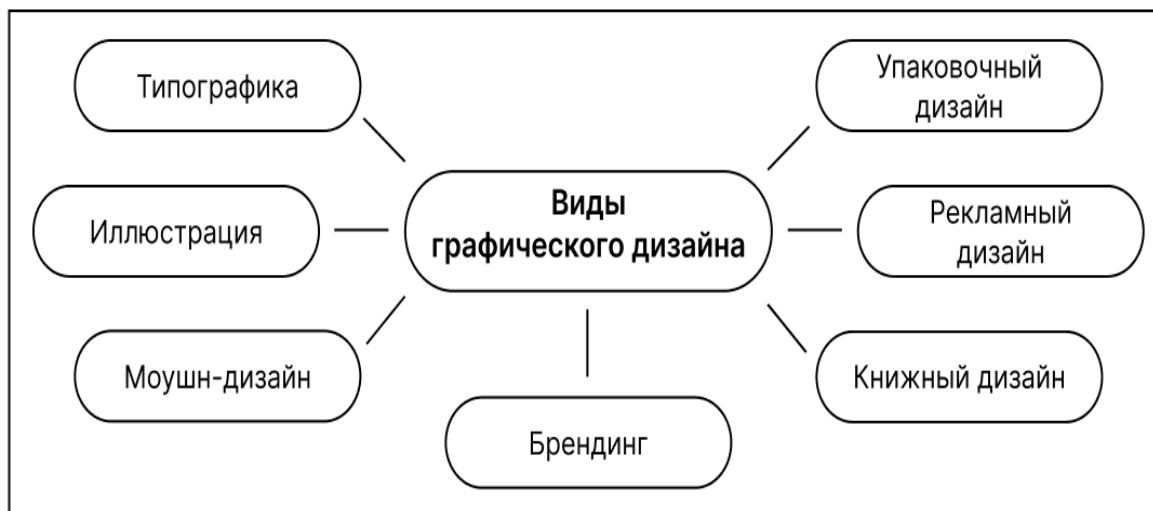 Типографика
Упаковочный
дизайн
Виды
графического дизайна
Иллюстрация
Рекламный
дизайн
Моушн-дизайн
Книжный дизайн
Брендинг